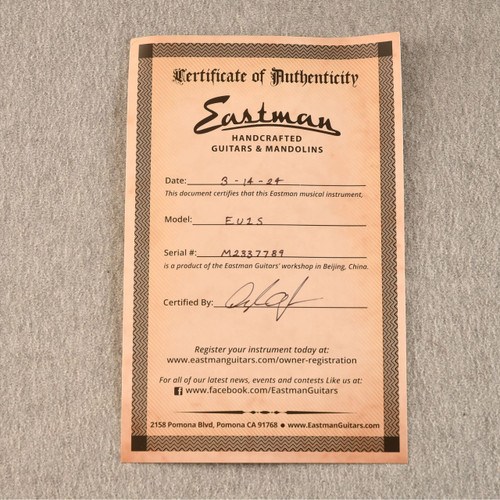 Certificate of Authenticity
Eastman
HANDCRAFTED
GUITARS & MANDOLINS
Date: 3-14-24
This document certifies that this Eastman musical instrument,
Model: EU2S
Serial #: M2337789
is a product of the Eastman Guitars' workshop in Beijing, China.
Certified By:
Register your instrument today at:
www.eastmanguitars.com/owner-registration
For all of our latest news, events and contests Like us at:
www.facebook.com/EastmanGuitars
2158 Pomona Blvd, Pomona CA 91768 ● www.EastmanGuitars.com